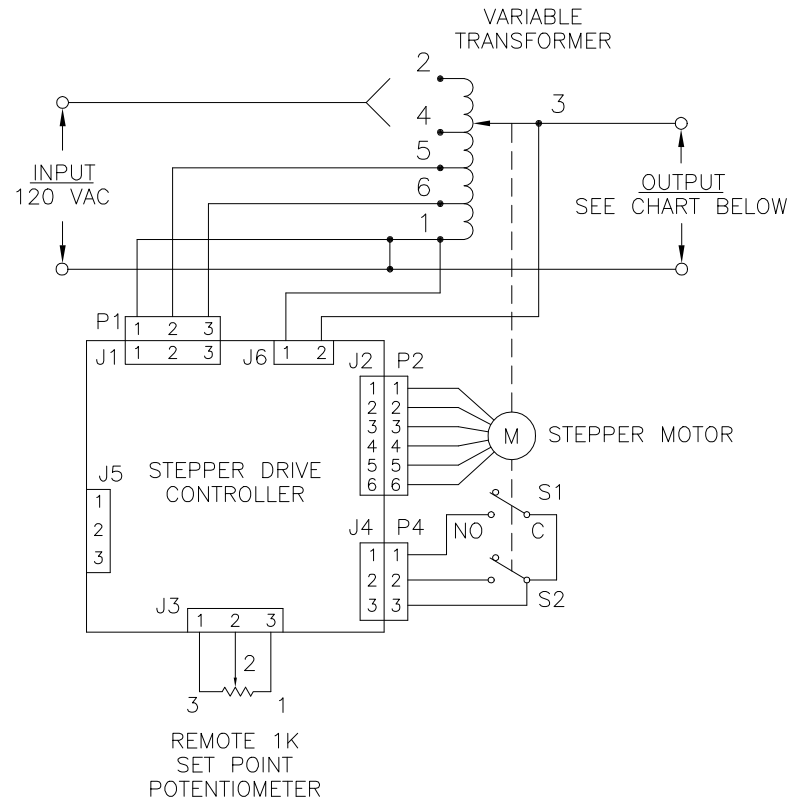 VARIABLE
TRANSFORMER
2
3
4
5
6
1
INPUT
120 VAC
OUTPUT
SEE CHART BELOW
P1
1 2 3
J1
1 2 3
J6
1 2
J2 P2
1 1
2 2
3 3
4 4
5 5
6 6
M
STEPPER MOTOR
STEPPER DRIVE
CONTROLLER
J5
1
2
3
S1
NO C
S2
J4 P4
1 1
2 2
3 3
J3
1 2 3
2
3 1
REMOTE 1K
SET POINT
POTENTIOMETER